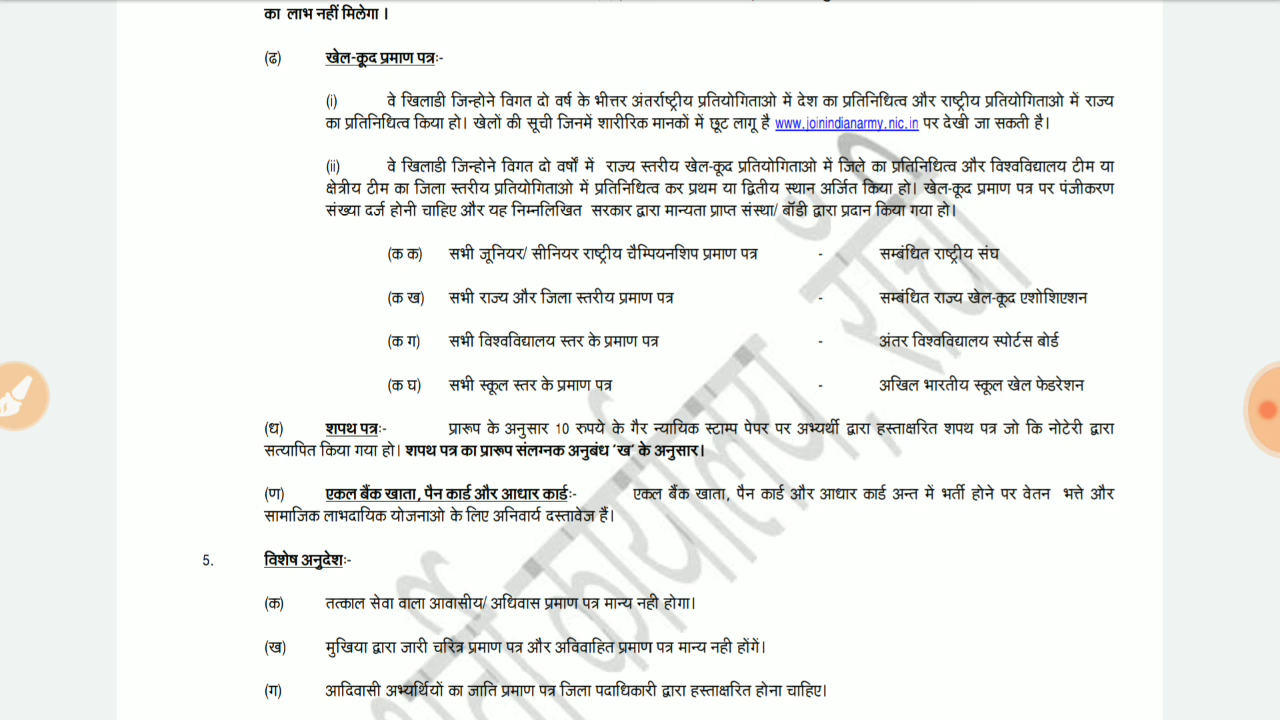 का लाभ नहीं मिलेगा ।
(ढ) खेल-कूद प्रमाण पत्रः-
(i) वे खिलाडी जिन्होने विगत दो वर्ष के भीत्तर अंतर्राष्ट्रीय प्रतियोगिताओ में देश का प्रतिनिधित्व और राष्ट्रीय प्रतियोगिताओ में राज्य
का प्रतिनिधित्व किया हो। खेलों की सूची जिनमें शारीरिक मानकों में छूट लागू है www.joinindianarmy.nic.in पर देखी जा सकती है।
(ii) वे खिलाडी जिन्होने विगत दो वर्षों में राज्य स्तरीय खेल-कूद प्रतियोगिताओ में जिले का प्रतिनिधित्व और विश्वविद्यालय टीम या
क्षेत्रीय टीम का जिला स्तरीय प्रतियोगिताओ में प्रतिनिधित्व कर प्रथम या द्वितीय स्थान अर्जित किया हो। खेल-कूद प्रमाण पत्र पर पंजीकरण
संख्या दर्ज होनी चाहिए और यह निम्नलिखित सरकार द्वारा मान्यता प्राप्त संस्था/ बॉडी द्वारा प्रदान किया गया हो।
(क क) सभी जूनियर/ सीनियर राष्ट्रीय चैम्पियनशिप प्रमाण पत्र - सम्बंधित राष्ट्रीय संघ
(क ख) सभी राज्य और जिला स्तरीय प्रमाण पत्र - सम्बंधित राज्य खेल-कूद एशोशिएशन
(क ग) सभी विश्वविद्यालय स्तर के प्रमाण पत्र - अंतर विश्वविद्यालय स्पोर्टस बोर्ड
(क घ) सभी स्कूल स्तर के प्रमाण पत्र - अखिल भारतीय स्कूल खेल फेडरेशन
(ध) शपथ पत्रः- प्रारूप के अनुसार 10 रुपये के गैर न्यायिक स्टाम्प पेपर पर अभ्यर्थी द्वारा हस्ताक्षरित शपथ पत्र जो कि नोटेरी द्वारा
सत्यापित किया गया हो। शपथ पत्र का प्रारूप संलग्नक अनुबंध 'ख' के अनुसार।
(ण) एकल बैंक खाता, पैन कार्ड और आधार कार्डः- एकल बैंक खाता, पैन कार्ड और आधार कार्ड अन्त में भर्ती होने पर वेतन भत्ते और
सामाजिक लाभदायिक योजनाओ के लिए अनिवार्य दस्तावेज हैं।
5. विशेष अनुदेशः-
(क) तत्काल सेवा वाला आवासीय/ अधिवास प्रमाण पत्र मान्य नही होगा।
(ख) मुखिया द्वारा जारी चरित्र प्रमाण पत्र और अविवाहित प्रमाण पत्र मान्य नही होंगें।
(ग) आदिवासी अभ्यर्थियों का जाति प्रमाण पत्र जिला पदाधिकारी द्वारा हस्ताक्षरित होना चाहिए।
कार्यालय, राँची